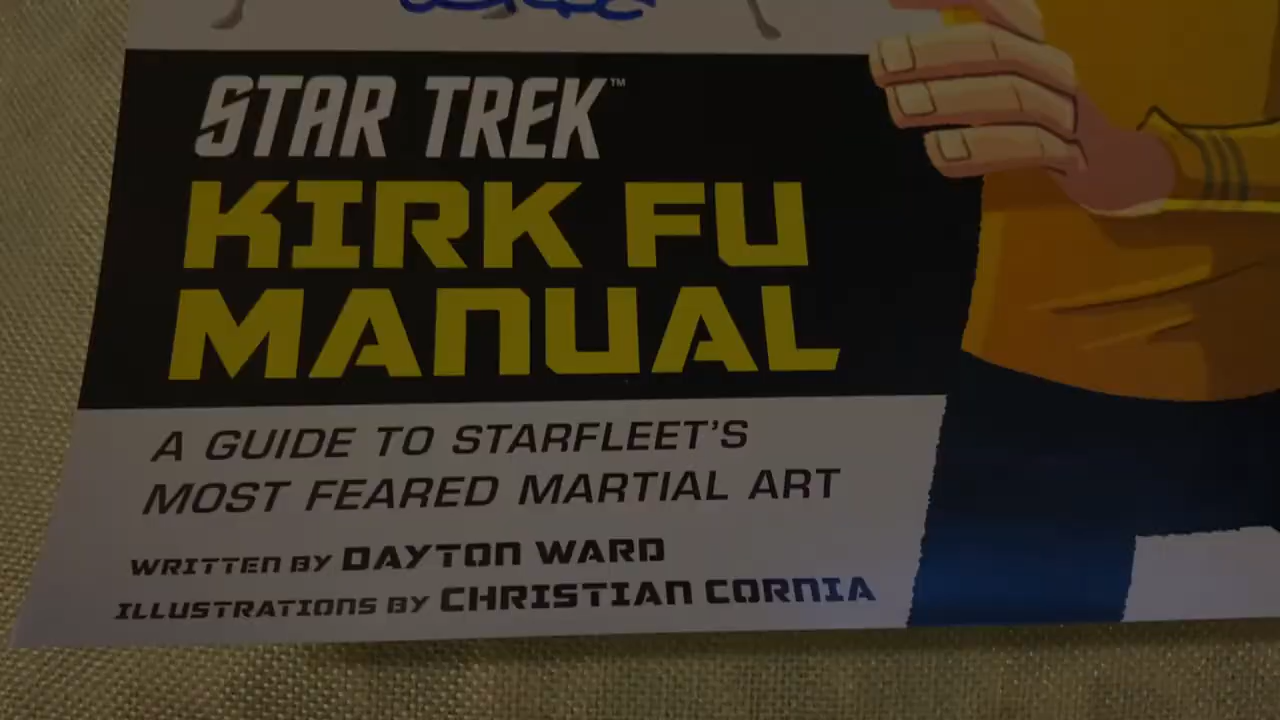 STAR TREK™
KIRK FU
MANUAL
A GUIDE TO STARFLEET'S
MOST FEARED MARTIAL ART
WRITTEN BY DAYTON WARD
ILLUSTRATIONS BY CHRISTIAN CORNIA